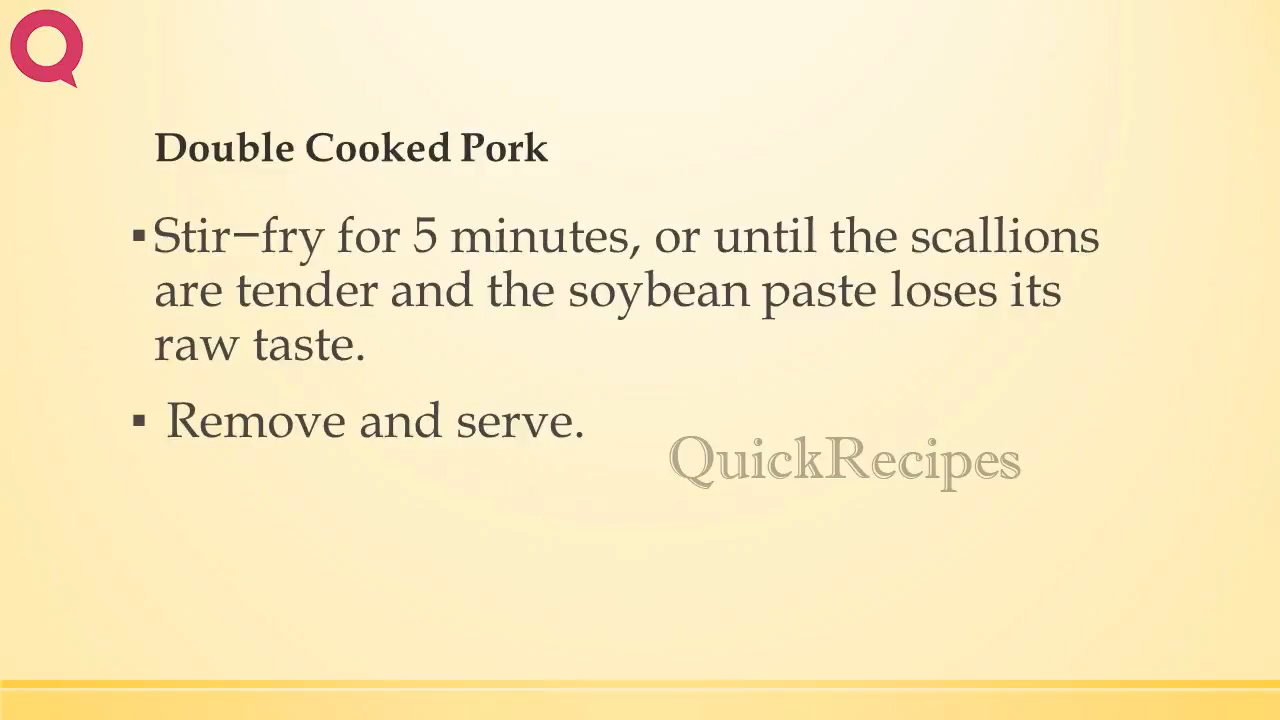 Double Cooked Pork
▪Stir−fry for 5 minutes, or until the scallions
are tender and the soybean paste loses its
raw taste.
▪ Remove and serve.
QuickRecipes